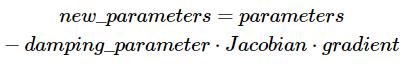 new_parameters = parameters
− damping_parameter · Jacobian · gradient